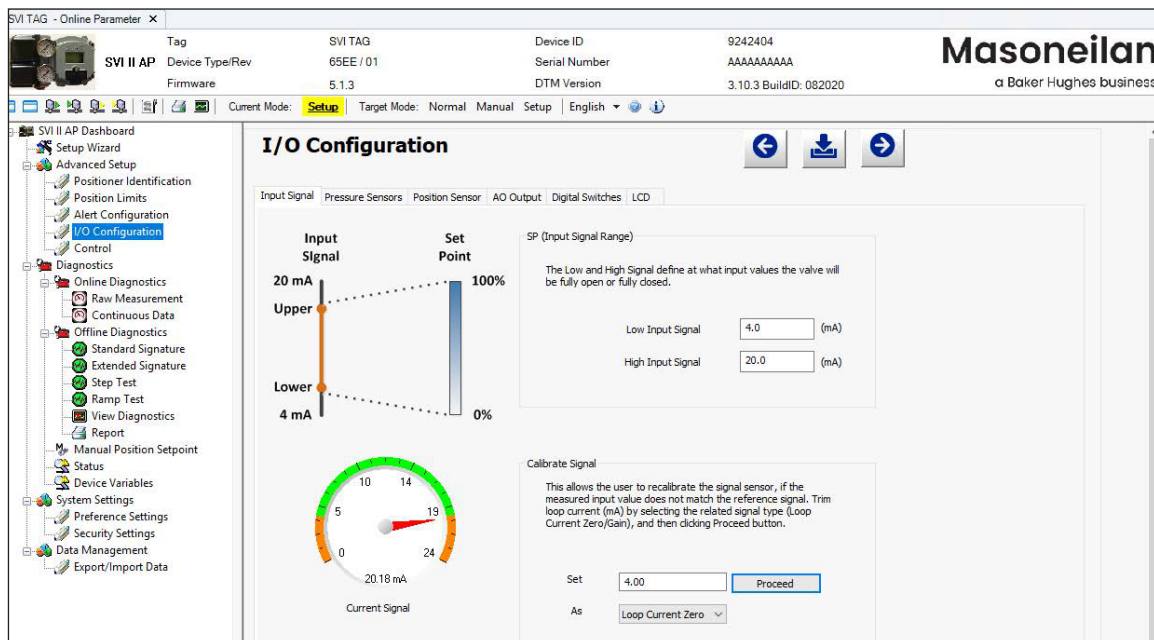 SVI TAG - Online Parameter
SVI II AP
Tag SVI TAG Device ID 9242404
Device Type/Rev 65EE / 01 Serial Number AAAAAAAAAA
Firmware 5.1.3 DTM Version 3.10.3 BuildID: 082020
Masoneilan
a Baker Hughes business
Current Mode: Setup Target Mode: Normal Manual Setup English
SVI II AP Dashboard
Setup Wizard
Advanced Setup
Positioner Identification
Position Limits
Alert Configuration
I/O Configuration
Control
Diagnostics
Online Diagnostics
Raw Measurement
Continuous Data
Offline Diagnostics
Standard Signature
Extended Signature
Step Test
Ramp Test
View Diagnostics
Report
Manual Position Setpoint
Status
Device Variables
System Settings
Preference Settings
Security Settings
Data Management
Export/Import Data
I/O Configuration
Input Signal Pressure Sensors Position Sensor AO Output Digital Switches LCD
Input SIgnal
Set Point
20 mA 100%
Upper
Lower
4 mA 0%
SP (Input Signal Range)
The Low and High Signal define at what input values the valve will
be fully open or fully closed.
Low Input Signal 4.0 (mA)
High Input Signal 20.0 (mA)
0 5 10 14 19 24
20.18 mA
Current Signal
Calibrate Signal
This allows the user to recalibrate the signal sensor, if the
measured input value does not match the reference signal. Trim
loop current (mA) by selecting the related signal type (Loop
Current Zero/Gain), and then clicking Proceed button.
Set 4.00 Proceed
As Loop Current Zero